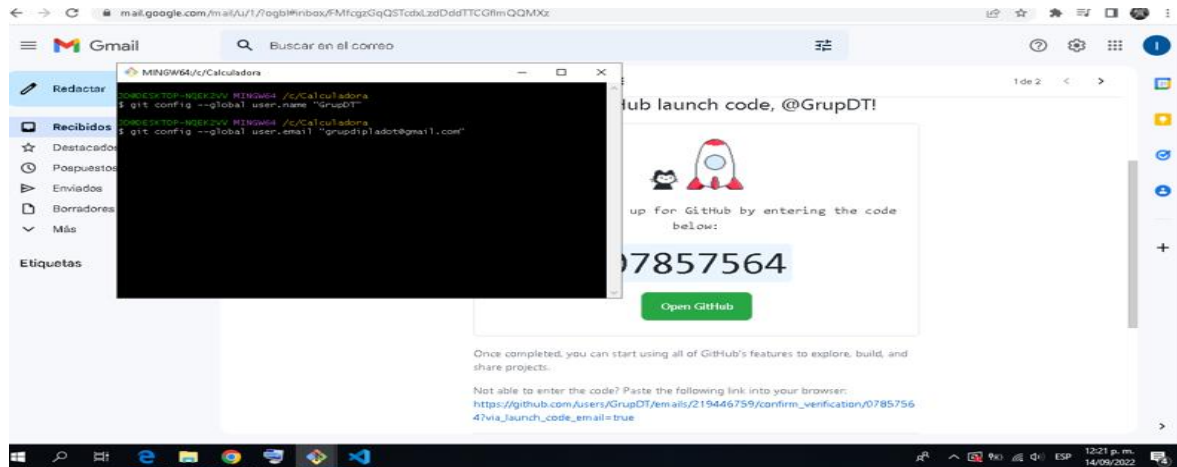 mail.google.com/mail/u/1/?ogbl#inbox/
Gmail
Buscar en el correo
Redactar
Recibidos
Destacados
Pospuestos
Enviados
Borradores
Más
Etiquetas
MINGW64:/c/Calculadora
MINGW64 /c/Calculadora
$ git config --global user.name "GrupDT"
MINGW64 /c/Calculadora
$ git config --global user.email "grupdipladot@gmail.com"
1 de 2
Hub launch code, @GrupDT!
up for GitHub by entering the code
below:
07857564
Open GitHub
Once completed, you can start using all of GitHub's features to explore, build, and
share projects.
Not able to enter the code? Paste the following link into your browser:
https://github.com/users/GrupDT/emails/219446759/confirm_verification/0785756
4?via_launch_code_email=true
I
ESP
12:21 p. m.
14/09/2022